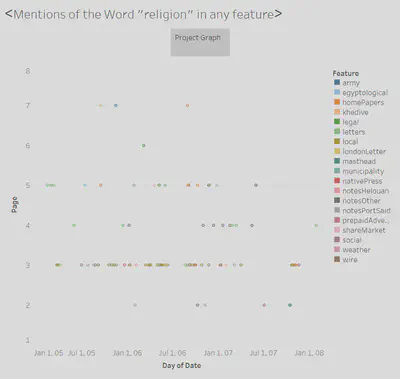 <Mentions of the Word "religion" in any feature>
Project Graph
8
7
6
5
4
3
2
1
Page
Jan 1, 05 Jul 1, 05 Jan 1, 06 Jul 1, 06 Jan 1, 07 Jul 1, 07 Jan 1, 08
Day of Date
Feature
army
egyptological
homePapers
khedive
legal
letters
local
londonLetter
masthead
municipality
nativePress
notesHelouan
notesOther
notesPortSaid
prepaidAdve...
shareMarket
social
weather
wire